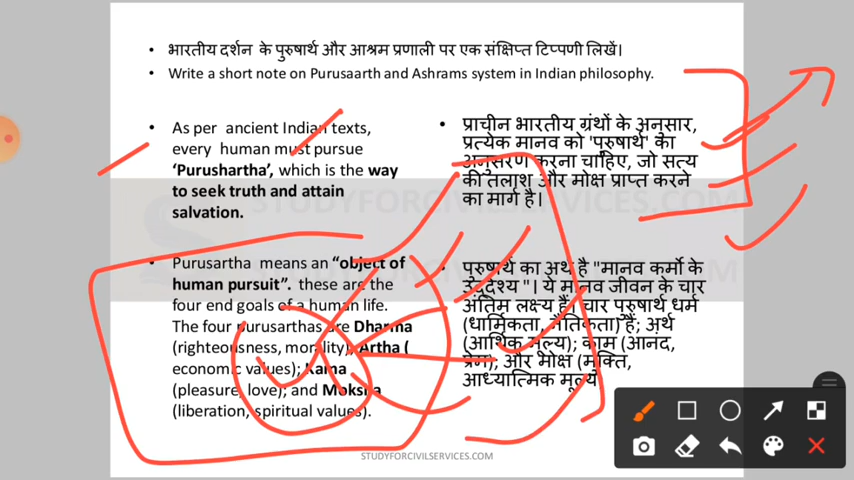 भारतीय दर्शन के पुरुषार्थ और आश्रम प्रणाली पर एक संक्षिप्त टिप्पणी लिखें।
Write a short note on Purusaarth and Ashrams system in Indian philosophy.
As per ancient Indian texts,
every human must pursue
‘Purushartha’, which is the way
to seek truth and attain
salvation.
प्राचीन भारतीय ग्रंथों के अनुसार,
प्रत्येक मानव को 'पुरुषार्थ' का
अनुसरण करना चाहिए, जो सत्य
की तलाश और मोक्ष प्राप्त करने
का मार्ग है।
STUDYFORCIVILSERVICES.COM
Purusartha means an “object of
human pursuit”. these are the
four end goals of a human life.
The four purusarthas are Dharma
(righteousness, morality); Artha (
economic values); Kama
(pleasure, love); and Moksha
(liberation, spiritual values).
पुरुषार्थ का अर्थ है "मानव कर्मो के
उद्देश्य "। ये मानव जीवन के चार
अंतिम लक्ष्य हैं। चार पुरुषार्थ धर्म
(धार्मिकता, नैतिकता) हैं; अर्थ
(आर्थिक मूल्य); काम (आनंद,
प्रेम); और मोक्ष (मुक्ति,
आध्यात्मिक मूल्य)
STUDYFORCIVILSERVICES.COM
STUDYFORCIVILSERVICES.COM